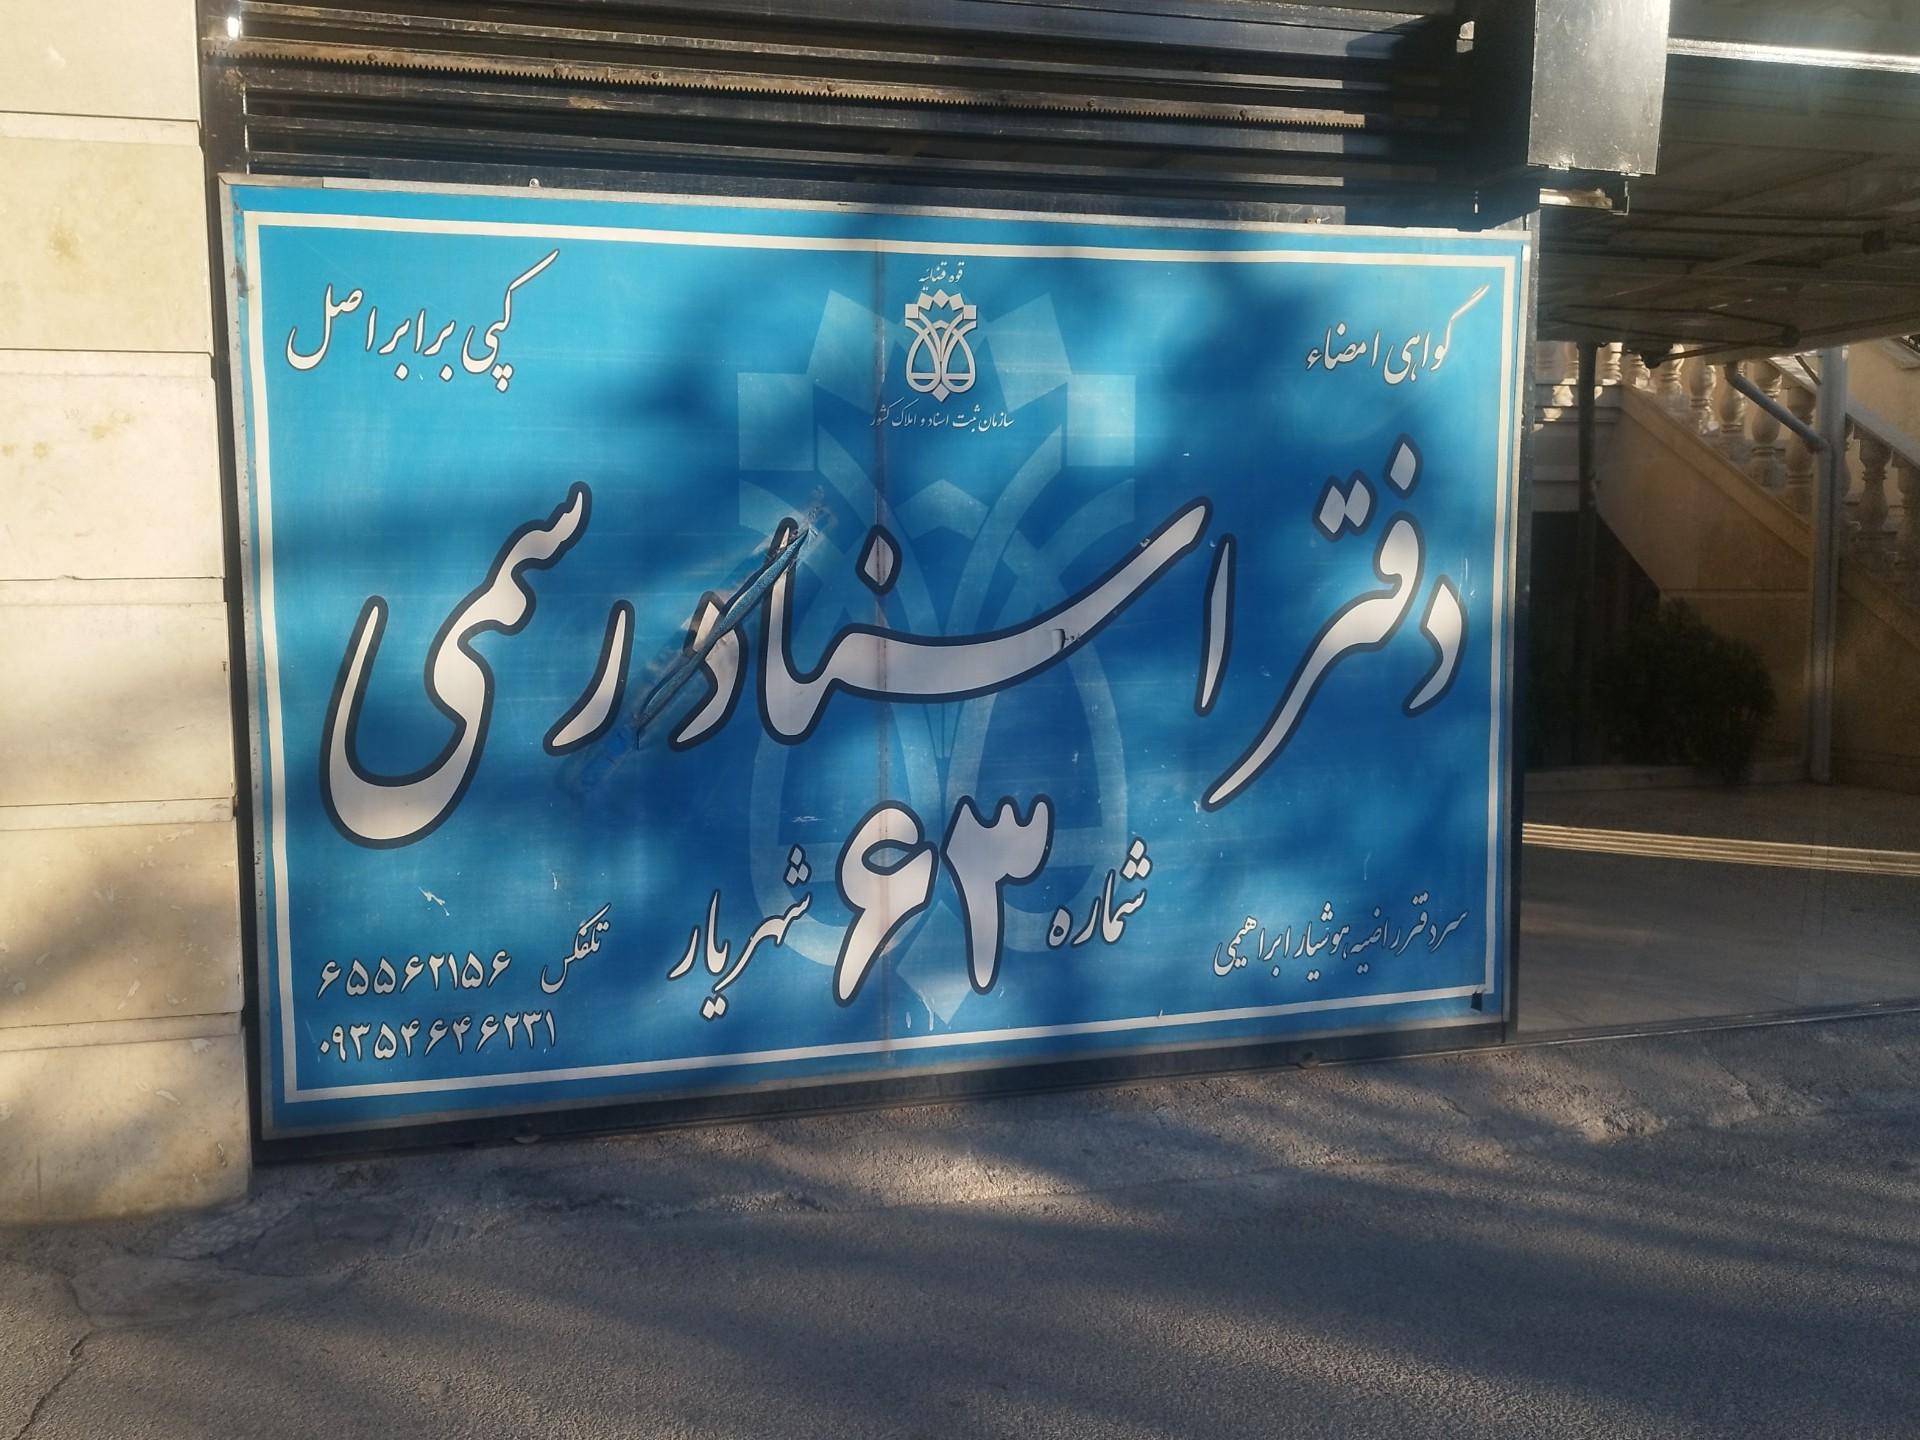 قوه قضائیه
سازمان ثبت اسناد و املاک کشور
گواهی امضاء
کپی برابر اصل
دفتر اسناد رسمی
شماره ۶۳ شهریار
سردفتر راضیه هوشیار ابراهیمی
تلفکس ۶۵۵۶۲۱۵۶
۰۹۳۵۴۶۴۶۲۳۱